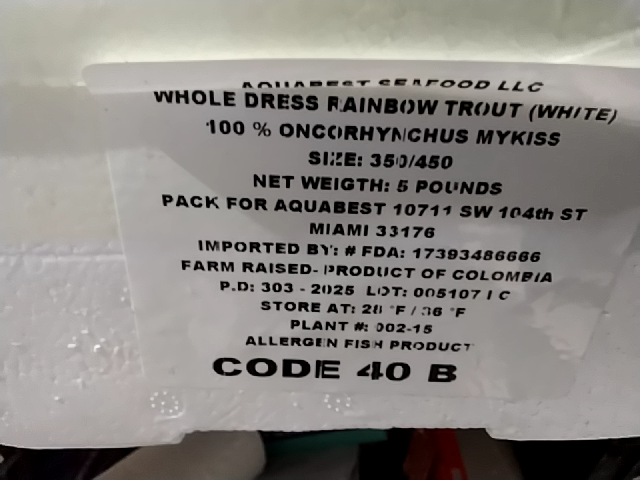 AQUABEST SEAFOOD LLC
WHOLE DRESS RAINBOW TROUT (WHITE)
100 % ONCORHYNCHUS MYKISS
SIZE: 350/450
NET WEIGTH: 5 POUNDS
PACK FOR AQUABEST 10711 SW 104th ST
MIAMI 33176
IMPORTED BY: # FDA: 17393486666
FARM RAISED- PRODUCT OF COLOMBIA
P.D: 303 - 2025 LOT: 005107
STORE AT: 28 °F / 36 °F
PLANT #: 002-15
ALLERGEN FISH PRODUCT
CODE 40 B